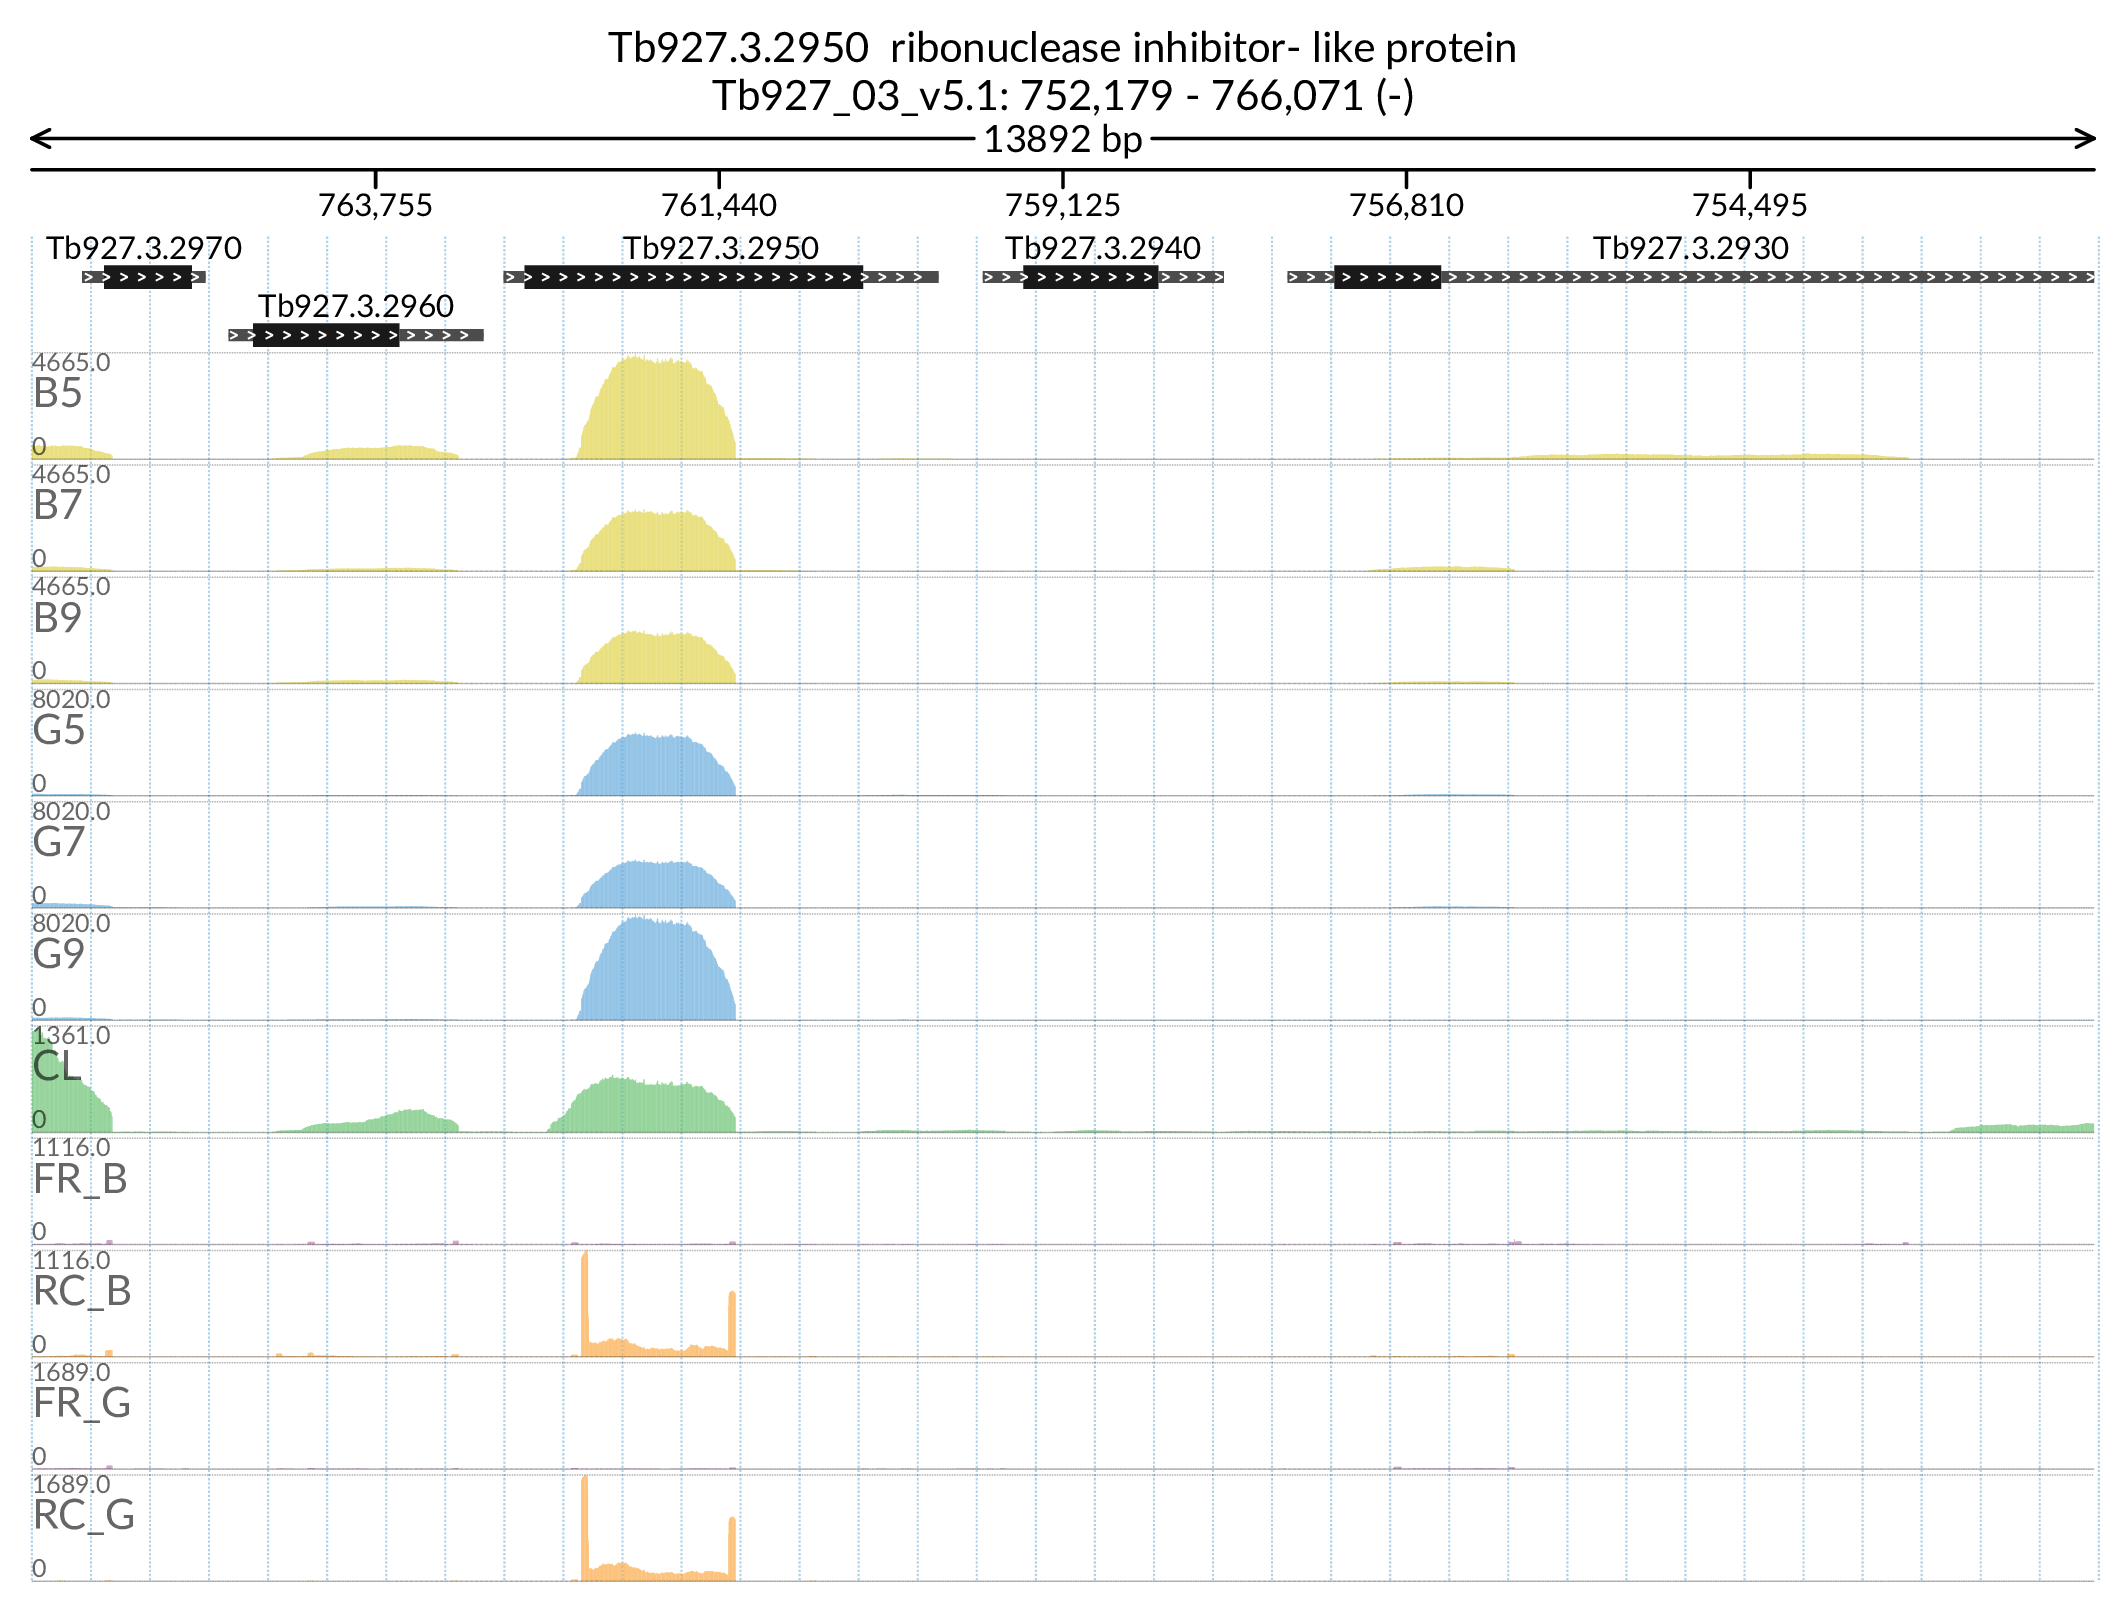 Tb927.3.2950  ribonuclease inhibitor- like protein
Tb927_03_v5.1: 752,179 - 766,071 (-)
13892 bp
763,755 761,440 759,125 756,810 754,495
Tb927.3.2970 Tb927.3.2950 Tb927.3.2940 Tb927.3.2930
Tb927.3.2960
4665.0
B5
0
4665.0
B7
0
4665.0
B9
0
8020.0
G5
0
8020.0
G7
0
8020.0
G9
0
1361.0
CL
0
1116.0
FR_B
0
1116.0
RC_B
0
1689.0
FR_G
0
1689.0
RC_G
0